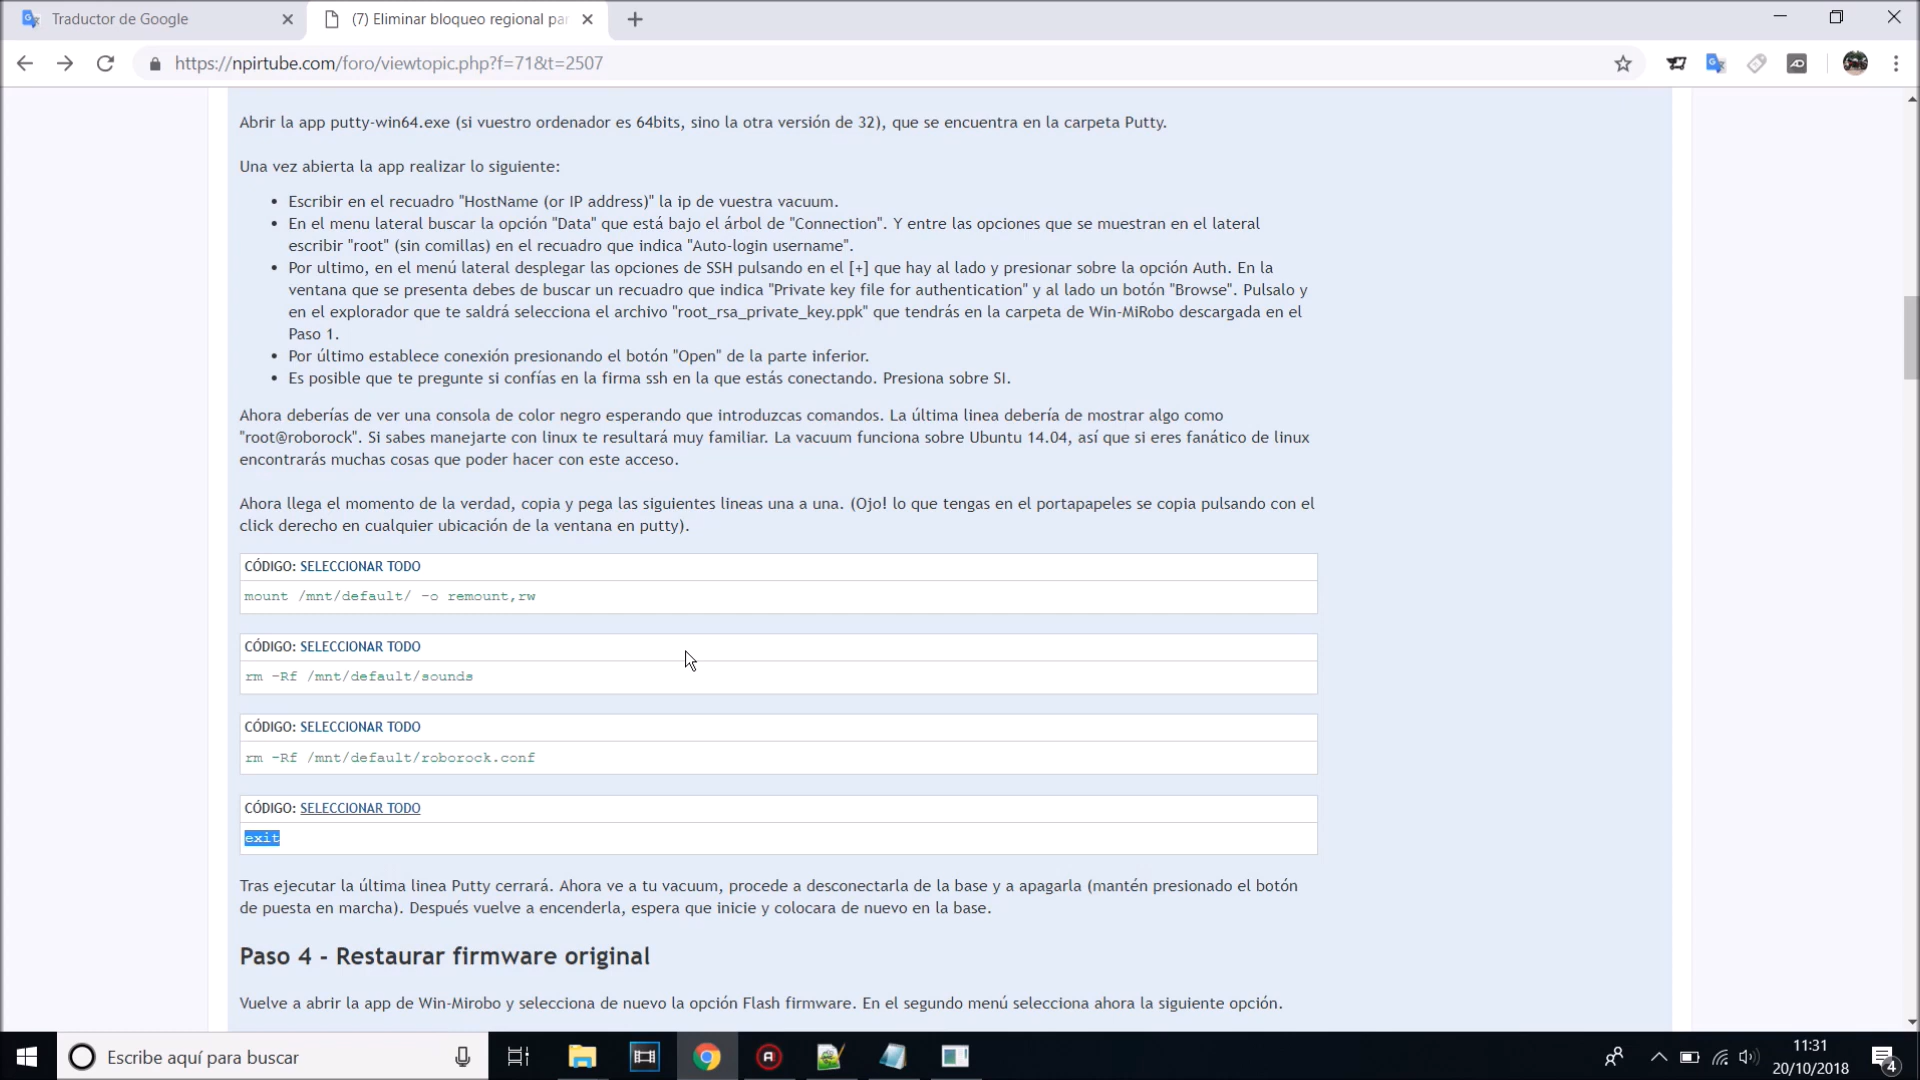 Traductor de Google
(7) Eliminar bloqueo regional par
https://npirtube.com/foro/viewtopic.php?f=71&t=2507
Abrir la app putty-win64.exe (si vuestro ordenador es 64bits, sino la otra versión de 32), que se encuentra en la carpeta Putty.
Una vez abierta la app realizar lo siguiente:
• Escribir en el recuadro "HostName (or IP address)" la ip de vuestra vacuum.
• En el menu lateral buscar la opción "Data" que está bajo el árbol de "Connection". Y entre las opciones que se muestran en el lateral
escribir "root" (sin comillas) en el recuadro que indica "Auto-login username".
• Por ultimo, en el menú lateral desplegar las opciones de SSH pulsando en el [+] que hay al lado y presionar sobre la opción Auth. En la
ventana que se presenta debes de buscar un recuadro que indica "Private key file for authentication" y al lado un botón "Browse". Pulsalo y
en el explorador que te saldrá selecciona el archivo "root_rsa_private_key.ppk" que tendrás en la carpeta de Win-MiRobo descargada en el
Paso 1.
• Por último establece conexión presionando el botón "Open" de la parte inferior.
• Es posible que te pregunte si confías en la firma ssh en la que estás conectando. Presiona sobre SI.
Ahora deberías de ver una consola de color negro esperando que introduzcas comandos. La última linea debería de mostrar algo como
"root@roborock". Si sabes manejarte con linux te resultará muy familiar. La vacuum funciona sobre Ubuntu 14.04, así que si eres fanático de linux
encontrarás muchas cosas que poder hacer con este acceso.
Ahora llega el momento de la verdad, copia y pega las siguientes lineas una a una. (Ojo! lo que tengas en el portapapeles se copia pulsando con el
click derecho en cualquier ubicación de la ventana en putty).
CÓDIGO: SELECCIONAR TODO
mount /mnt/default/ -o remount,rw
CÓDIGO: SELECCIONAR TODO
rm -Rf /mnt/default/sounds
CÓDIGO: SELECCIONAR TODO
rm -Rf /mnt/default/roborock.conf
CÓDIGO: SELECCIONAR TODO
exit
Tras ejecutar la última linea Putty cerrará. Ahora ve a tu vacuum, procede a desconectarla de la base y a apagarla (mantén presionado el botón
de puesta en marcha). Después vuelve a encenderla, espera que inicie y colocara de nuevo en la base.
Paso 4 - Restaurar firmware original
Vuelve a abrir la app de Win-Mirobo y selecciona de nuevo la opción Flash firmware. En el segundo menú selecciona ahora la siguiente opción.
Escribe aquí para buscar
11:31
20/10/2018
4